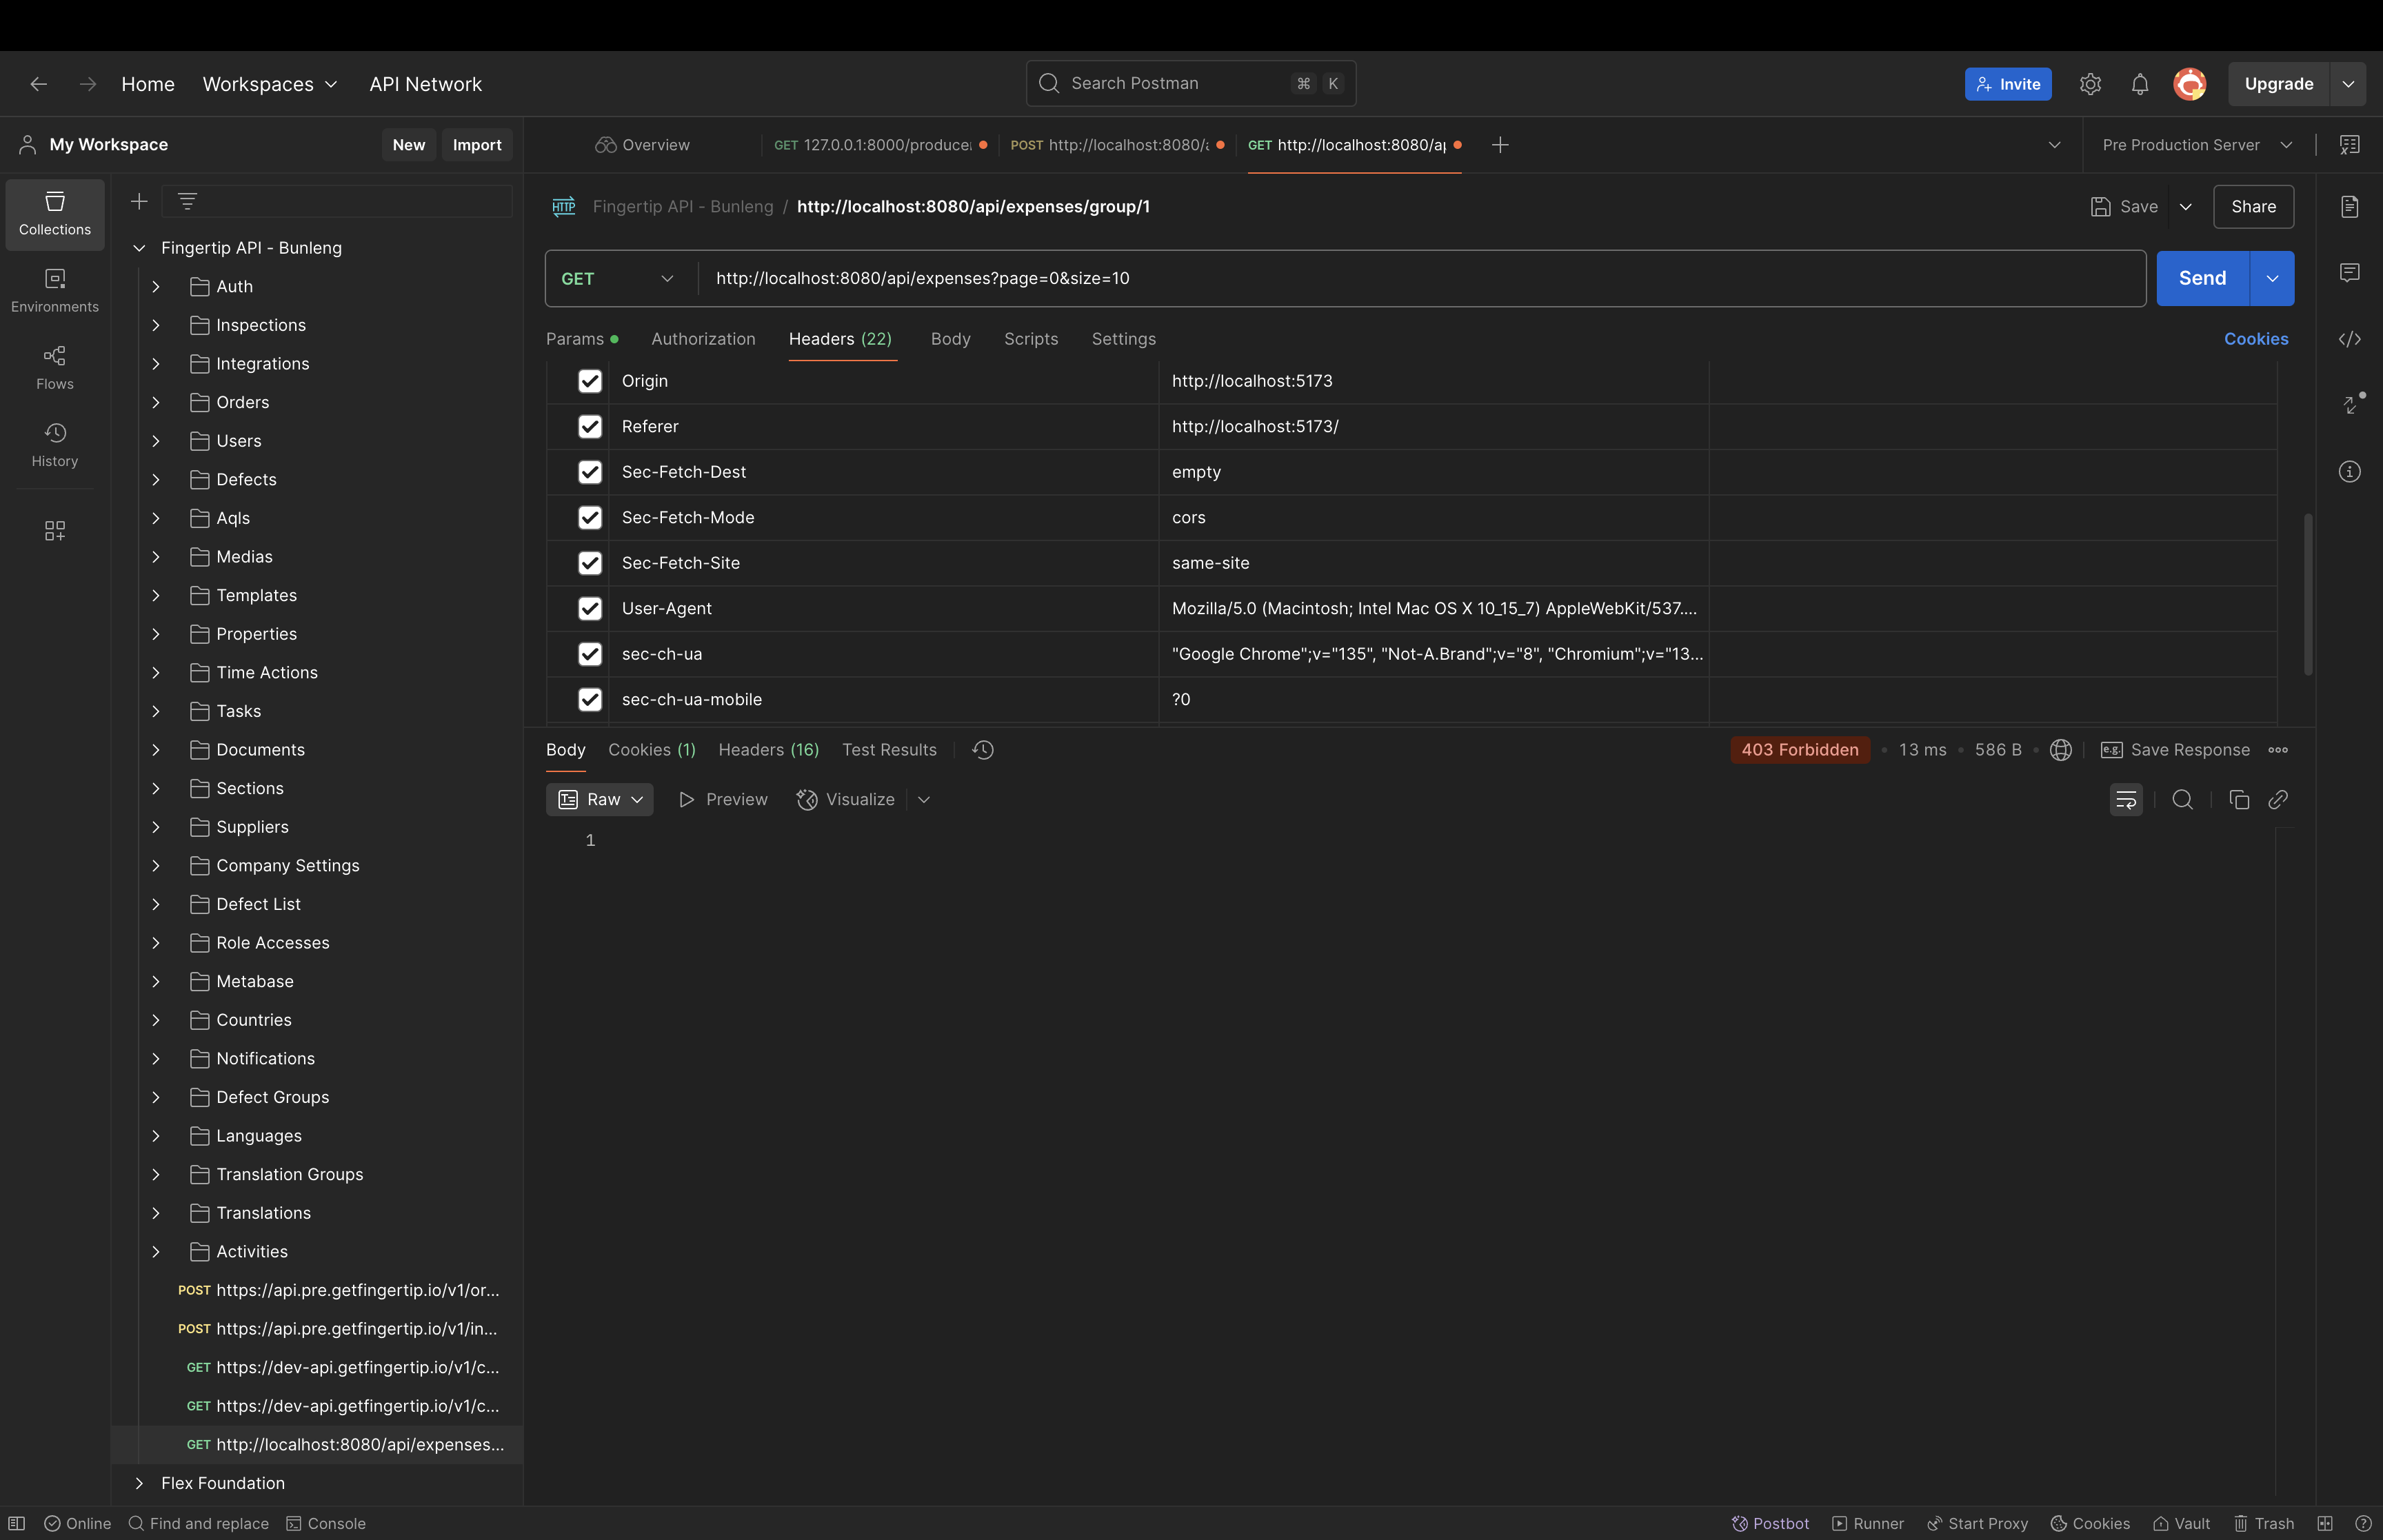 Home Workspaces API Network
Search Postman ⌘ K
Invite Upgrade
My Workspace New Import
Overview GET 127.0.0.1:8000/produce POST http://localhost:8080/ GET http://localhost:8080/ap
Pre Production Server
Collections
Environments
Flows
History
Fingertip API - Bunleng
Auth
Inspections
Integrations
Orders
Users
Defects
Aqls
Medias
Templates
Properties
Time Actions
Tasks
Documents
Sections
Suppliers
Company Settings
Defect List
Role Accesses
Metabase
Countries
Notifications
Defect Groups
Languages
Translation Groups
Translations
Activities
POST https://api.pre.getfingertip.io/v1/or...
POST https://api.pre.getfingertip.io/v1/in...
GET https://dev-api.getfingertip.io/v1/c...
GET https://dev-api.getfingertip.io/v1/c...
GET http://localhost:8080/api/expenses...
Flex Foundation
HTTP Fingertip API - Bunleng / http://localhost:8080/api/expenses/group/1
Save Share
GET http://localhost:8080/api/expenses?page=0&size=10 Send
Params Authorization Headers (22) Body Scripts Settings Cookies
Origin http://localhost:5173
Referer http://localhost:5173/
Sec-Fetch-Dest empty
Sec-Fetch-Mode cors
Sec-Fetch-Site same-site
User-Agent Mozilla/5.0 (Macintosh; Intel Mac OS X 10_15_7) AppleWebKit/537....
sec-ch-ua "Google Chrome";v="135", "Not-A.Brand";v="8", "Chromium";v="13...
sec-ch-ua-mobile ?0
Body Cookies (1) Headers (16) Test Results
403 Forbidden 13 ms 586 B e.g. Save Response
Raw Preview Visualize
1
Online Find and replace Console
Postbot Runner Start Proxy Cookies Vault Trash